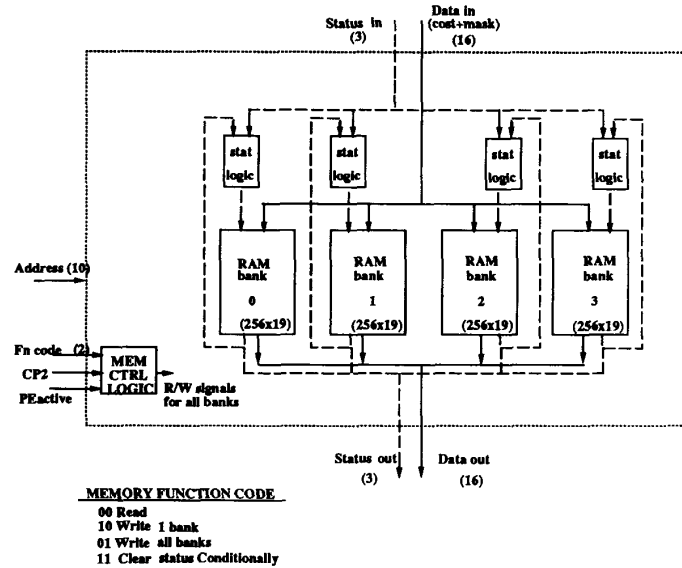 Status in
(3)
Data in
(cost+mask)
(16)
stat
logic
stat
logic
stat
logic
stat
logic
RAM
bank
0
(256x19)
RAM
bank
1
(256x19)
RAM
bank
2
(256x19)
RAM
bank
3
(256x19)
Address (10)
Fn code (2)
CP2
PEactive
MEM
CTRL
LOGIC
R/W signals
for all banks
Status out
(3)
Data out
(16)
MEMORY FUNCTION CODE
00 Read
10 Write 1 bank
01 Write all banks
11 Clear status Conditionally